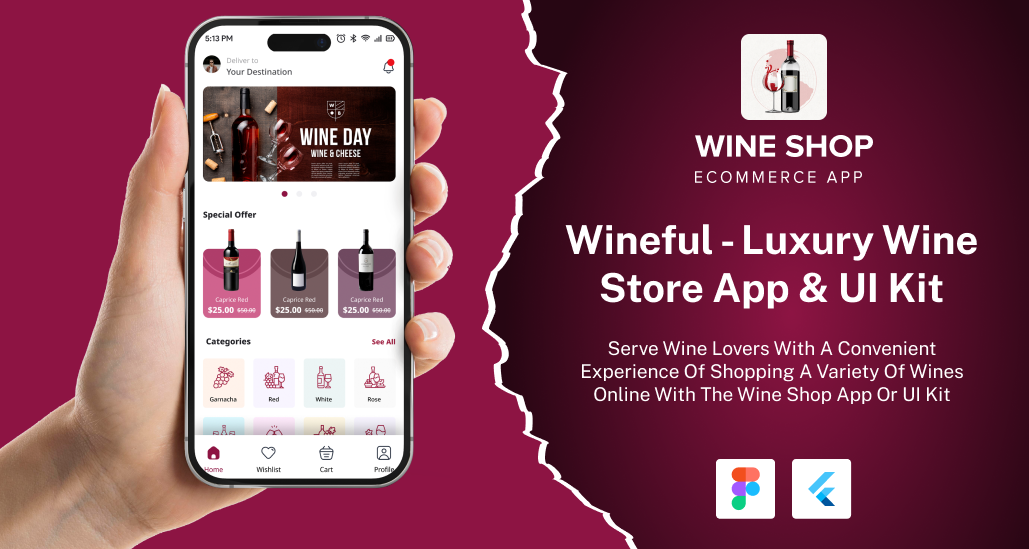 5:13 PM
Deliver to
Your Destination
W S
WINE DAY
WINE & CHEESE
Special Offer
Caprice Red
$25.00 $50.00
Caprice Red
$25.00 $50.00
Caprice Red
$25.00 $50.00
Categories
See All
Garnacha
Red
White
Rose
Home
Wishlist
Cart
Profile
WINE SHOP
ECOMMERCE APP
Wineful - Luxury Wine
Store App & UI Kit
Serve Wine Lovers With A Convenient
Experience Of Shopping A Variety Of Wines
Online With The Wine Shop App Or UI Kit